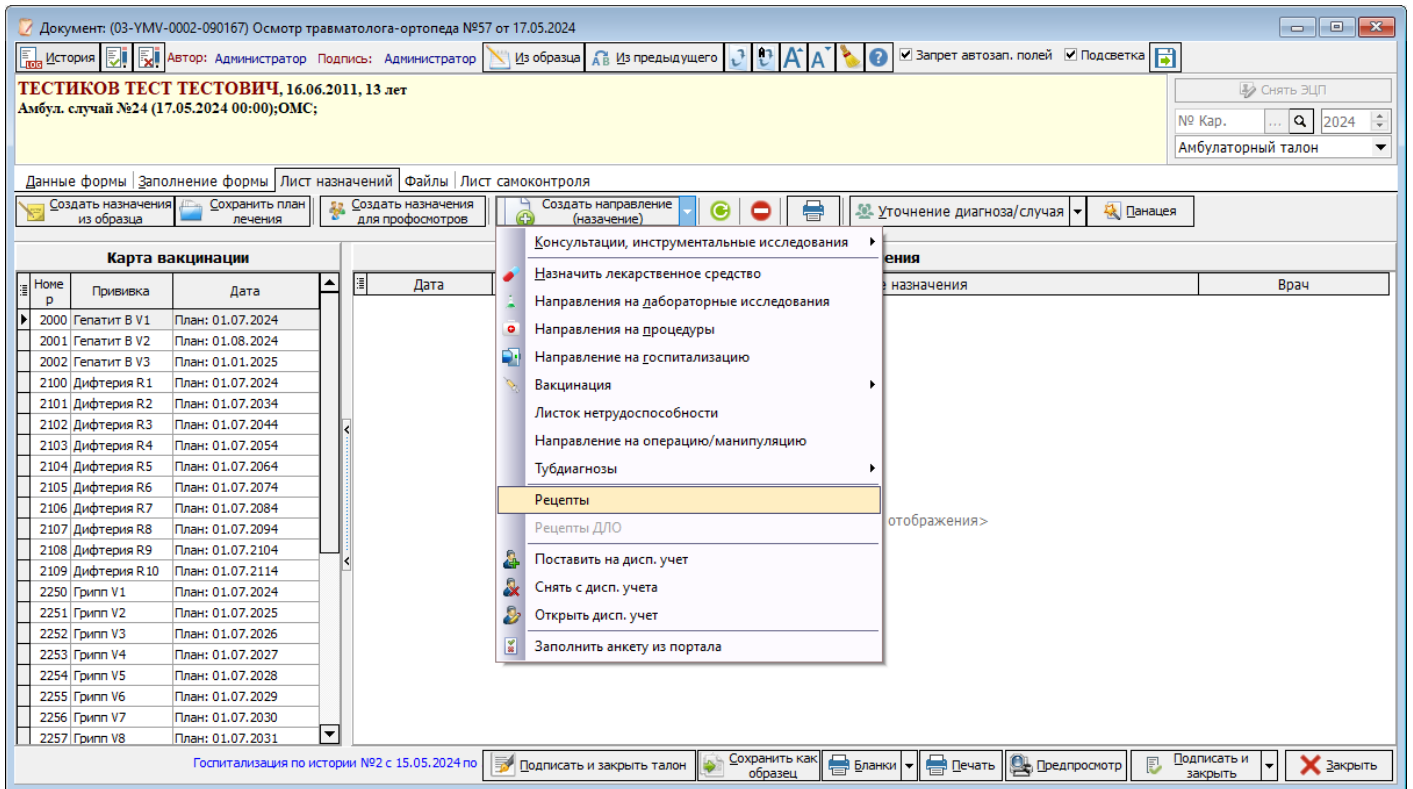 Документ: (03-YMV-0002-090167) Осмотр травматолога-ортопеда №57 от 17.05.2024
LOG История Автор: Администратор Подпись: Администратор Из образца Из предыдущего Запрет автозап. полей Подсветка
ТЕСТИКОВ ТЕСТ ТЕСТОВИЧ, 16.06.2011, 13 лет
Амбул. случай №24 (17.05.2024 00:00);ОМС;
Снять ЭЦП
№ Кар. ... 2024
Амбулаторный талон
Данные формы Заполнение формы Лист назначений Файлы Лист самоконтроля
Создать назначения из образца
Сохранить план лечения
Создать назначения для профосмотров
Создать направление (назачение)
Уточнение диагноза/случая
Панацея
Карта вакцинации
Номер Прививка Дата
2000 Гепатит B V1 План: 01.07.2024
2001 Гепатит B V2 План: 01.08.2024
2002 Гепатит B V3 План: 01.01.2025
2100 Дифтерия R1 План: 01.07.2024
2101 Дифтерия R2 План: 01.07.2034
2102 Дифтерия R3 План: 01.07.2044
2103 Дифтерия R4 План: 01.07.2054
2104 Дифтерия R5 План: 01.07.2064
2105 Дифтерия R6 План: 01.07.2074
2106 Дифтерия R7 План: 01.07.2084
2107 Дифтерия R8 План: 01.07.2094
2108 Дифтерия R9 План: 01.07.2104
2109 Дифтерия R10 План: 01.07.2114
2250 Грипп V1 План: 01.07.2024
2251 Грипп V2 План: 01.07.2025
2252 Грипп V3 План: 01.07.2026
2253 Грипп V4 План: 01.07.2027
2254 Грипп V5 План: 01.07.2028
2255 Грипп V6 План: 01.07.2029
2256 Грипп V7 План: 01.07.2030
2257 Грипп V8 План: 01.07.2031
Консультации, инструментальные исследования
Назначить лекарственное средство
Направления на лабораторные исследования
Направления на процедуры
Направление на госпитализацию
Вакцинация
Листок нетрудоспособности
Направление на операцию/манипуляцию
Тубдиагнозы
Рецепты
Рецепты ДЛО
Поставить на дисп. учет
Снять с дисп. учета
Открыть дисп. учет
Заполнить анкету из портала
ения
Дата назначения Врач
отображения>
Госпитализация по истории №2 с 15.05.2024 по
Подписать и закрыть талон
Сохранить как образец
Бланки
Печать
Предпросмотр
Подписать и закрыть
Закрыть